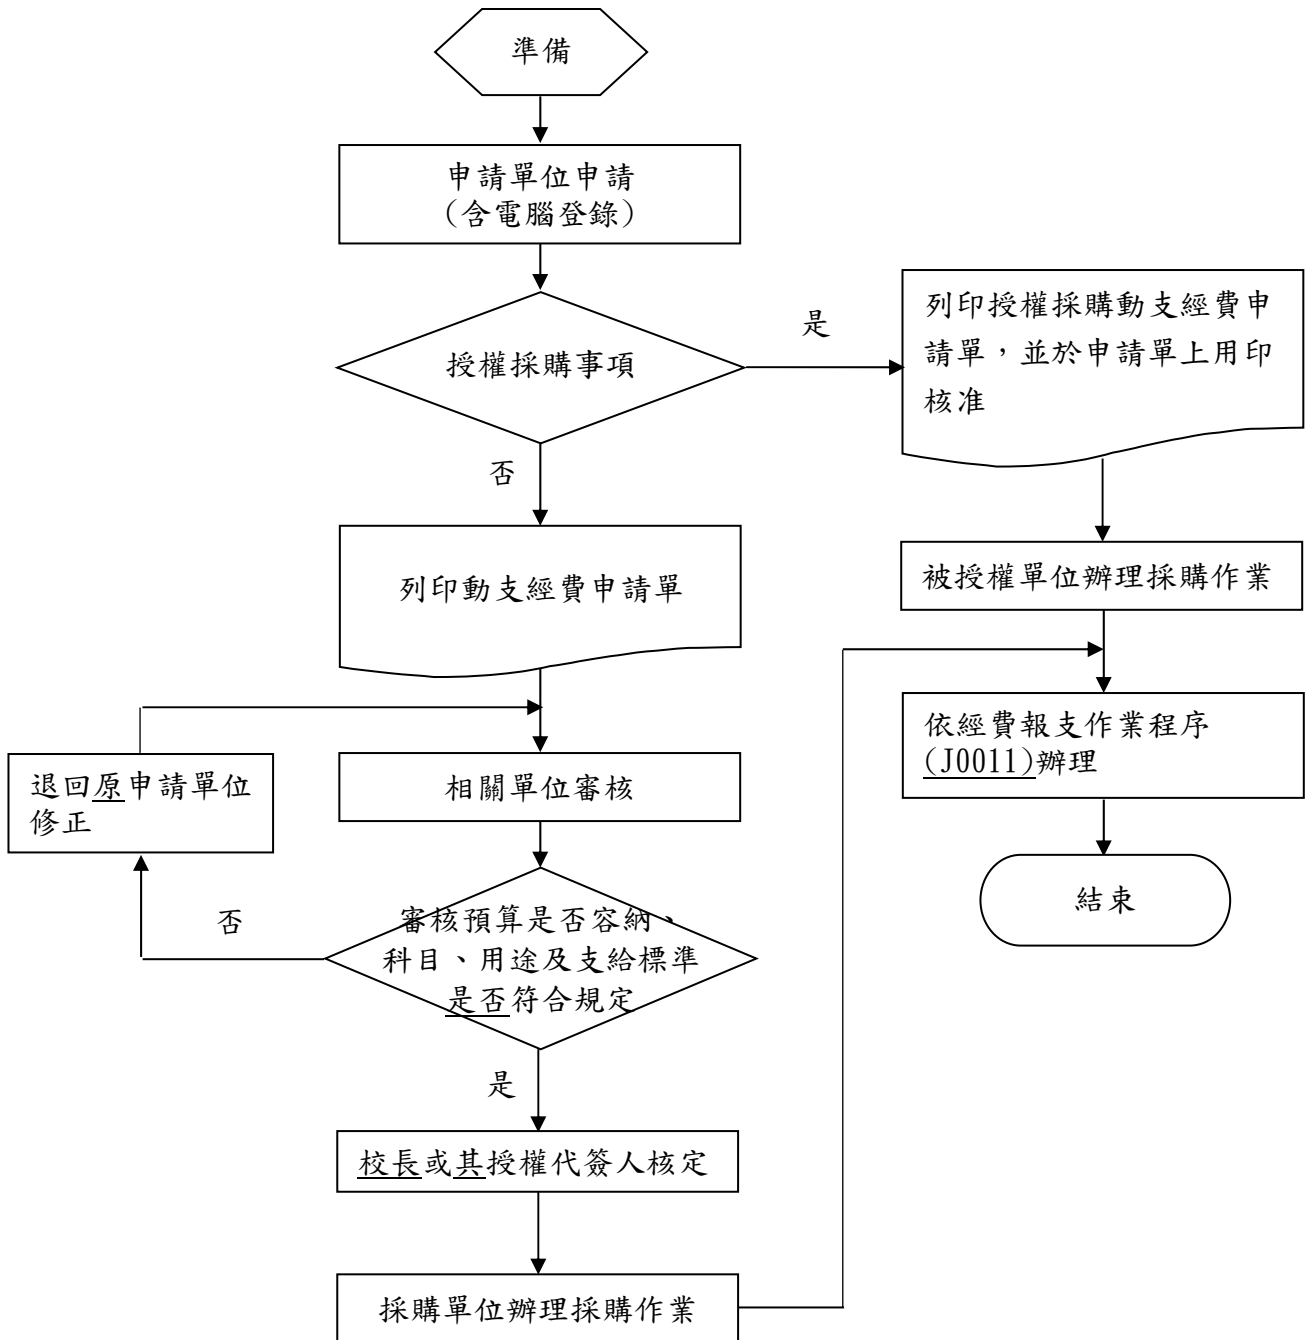 準備
申請單位申請
(含電腦登錄)
授權採購事項
是
列印授權採購動支經費申
請單，並於申請單上用印
核准
否
列印動支經費申請單
被授權單位辦理採購作業
依經費報支作業程序
(J0011)辦理
退回原申請單位
修正
相關單位審核
結束
否
審核預算是否容納、
科目、用途及支給標準
是否符合規定
是
校長或其授權代簽人核定
採購單位辦理採購作業